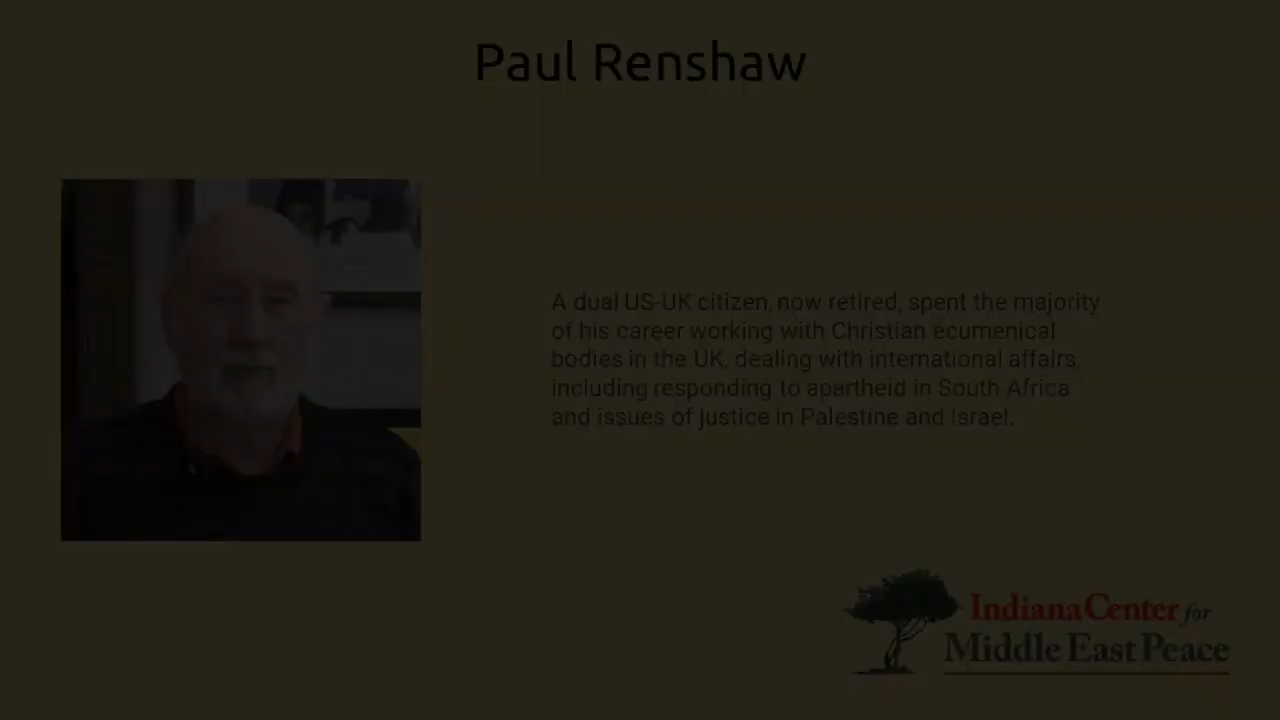 Paul Renshaw
A dual US-UK citizen, now retired, spent the majority
of his career working with Christian ecumenical
bodies in the UK, dealing with international affairs,
including responding to apartheid in South Africa
and issues of justice in Palestine and Israel.
Indiana Center for
Middle East Peace